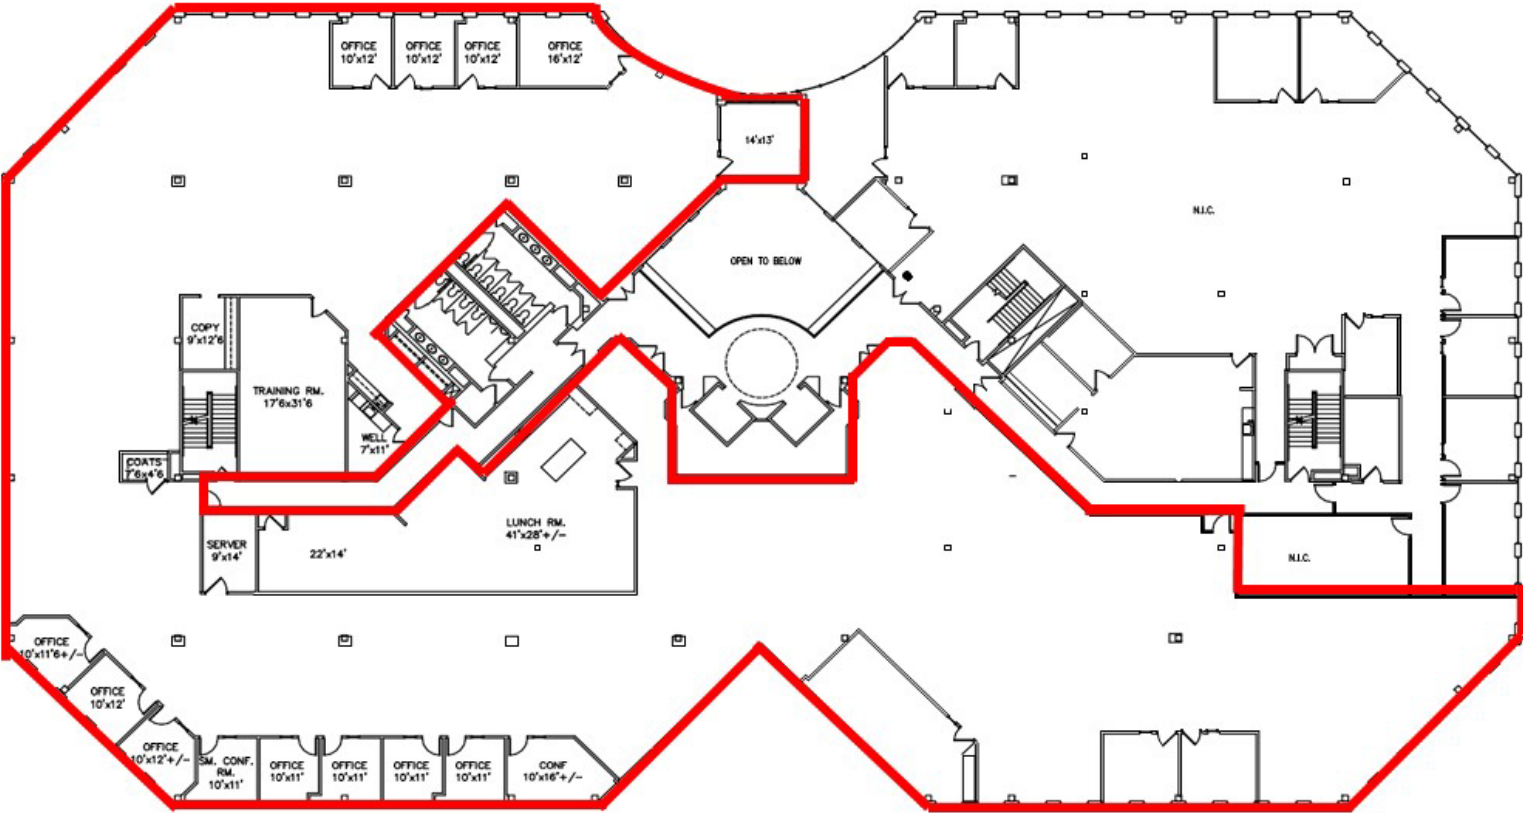 OFFICE
10'x12'
OFFICE
10'x12'
OFFICE
10'x12'
OFFICE
16'x12'
14'x13'
N.I.C.
OPEN TO BELOW
COPY
9'x12'6
TRAINING RM.
17'6x31'6
WELL
7'x11'
COATS
7'6x4'6
SERVER
9'x14'
22'x14'
LUNCH RM.
41'x28'+/-
N.I.C.
OFFICE
10'x11'6+/-
OFFICE
10'x12'
OFFICE
10'x12'+/-
SM. CONF.
RM.
10'x11'
OFFICE
10'x11'
OFFICE
10'x11'
OFFICE
10'x11'
OFFICE
10'x11'
CONF
10'x16'+/-